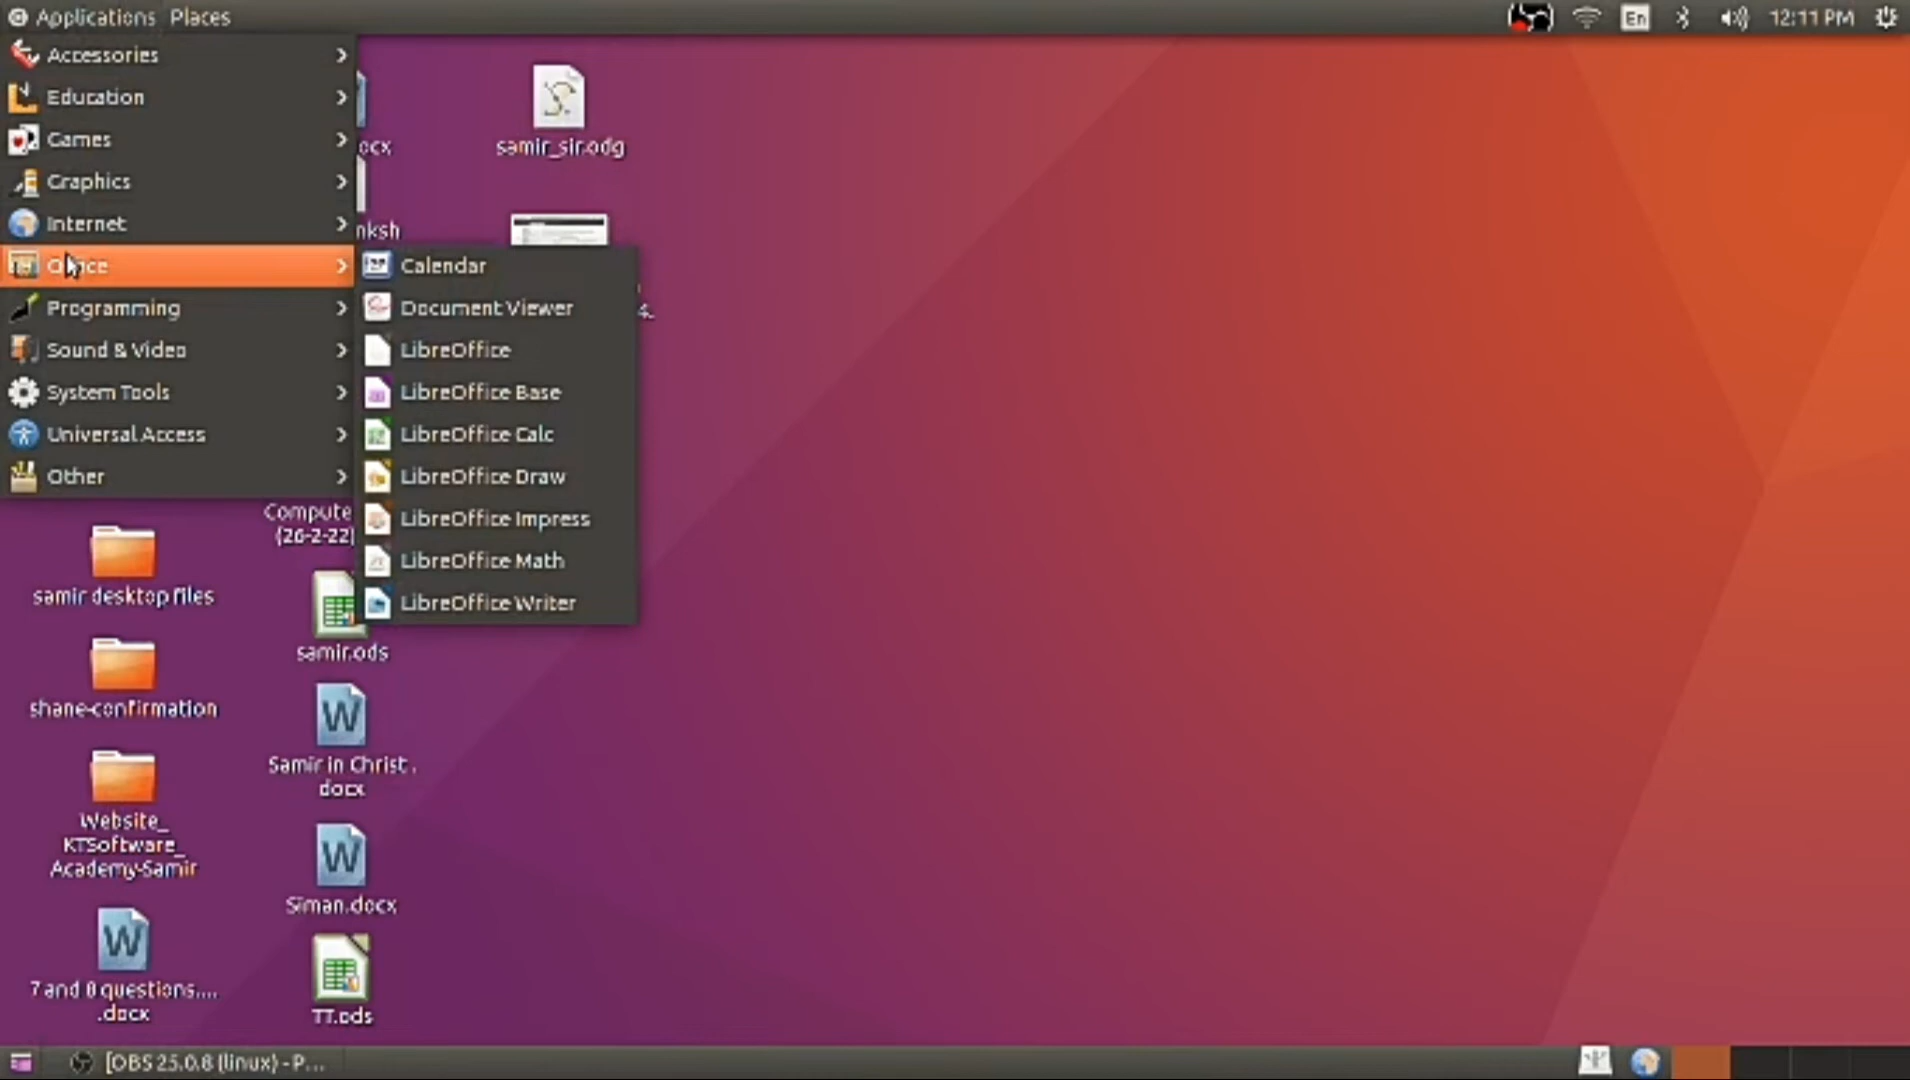 Applications Places
En
12:11 PM
Accessories
Education
Games
Graphics
Internet
Office
Programming
Sound & Video
System Tools
Universal Access
Other
Calendar
Document Viewer
LibreOffice
LibreOffice Base
LibreOffice Calc
LibreOffice Draw
LibreOffice Impress
LibreOffice Math
LibreOffice Writer
ocx
nksh
samir_sir.odg
4.
Compute
(26-2-22)
samir desktop files
shane-confirmation
Website_
KTSoftware_
Academy-Samir
7 and 8 questions....
.docx
samir.ods
Samir in Christ .
docx
Siman.docx
TT.ods
[OBS 25.0.8 (linux) - P...